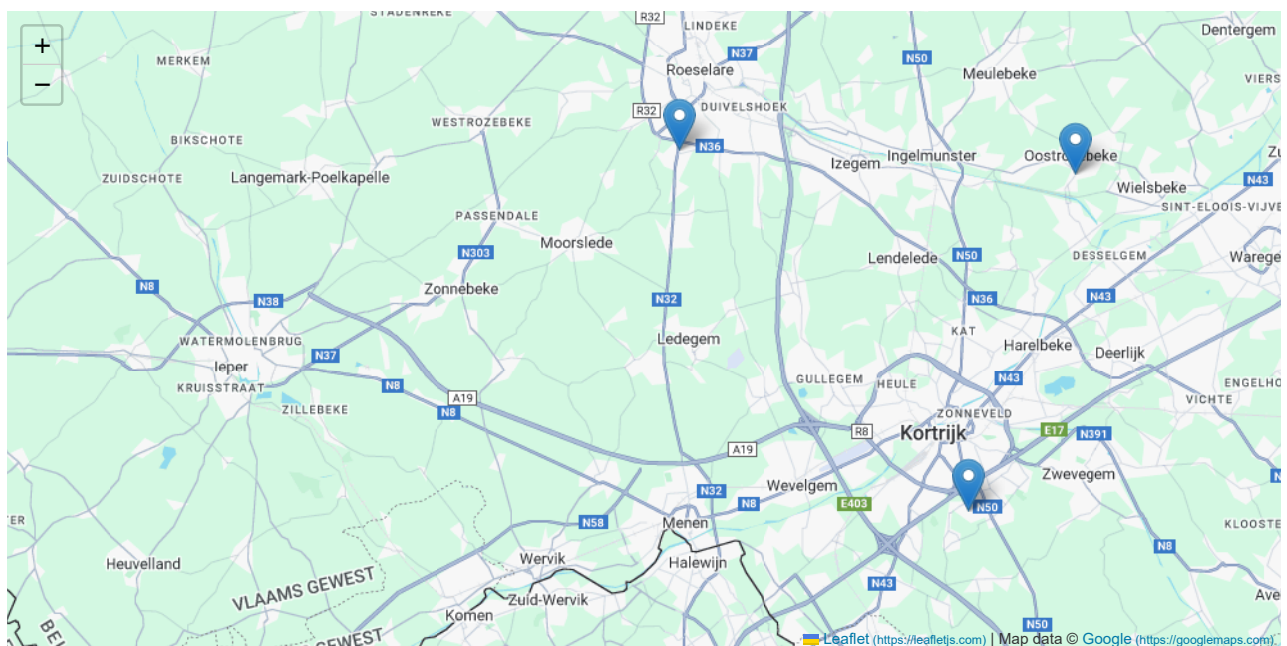 STADENREKE
R32
LINDEKE
Dentergem
+
MERKEM
N37
N50
Roeselare
Meulebeke
VIERS
−
R32
DUIVELSHOEK
WESTROZEBEKE
BIKSCHOTE
N36
Izegem
Ingelmunster
Zu
ZUIDSCHOTE
Langemark-Poelkapelle
N43
Wielsbeke
SINT-ELOOIS-VIJVE
PASSENDALE
Moorslede
N303
N50
Lendelede
DESSELGEM
Warege
N8
Zonnebeke
N38
N32
N36
N43
WATERMOLENBRUG
Ledegem
KAT
Harelbeke
N37
Deerlijk
Ieper
KRUISSTRAAT
N8
GULLEGEM
HEULE
N43
ENGELHO
A19
ZILLEBEKE
N8
VICHTE
ZONNEVELD
Kortrijk
R8
E17
N391
A19
Zwevegem
Wevelgem
N32
N8
E403
N50
TER
N58
Menen
KLOOSTE
Heuvelland
Wervik
Halewijn
N8
VLAAMS GEWEST
N43
Zuid-Wervik
Ave
Komen
BEL
GEWEST
N50
Leaflet (https://leafletjs.com) | Map data © Google (https://googlemaps.com),